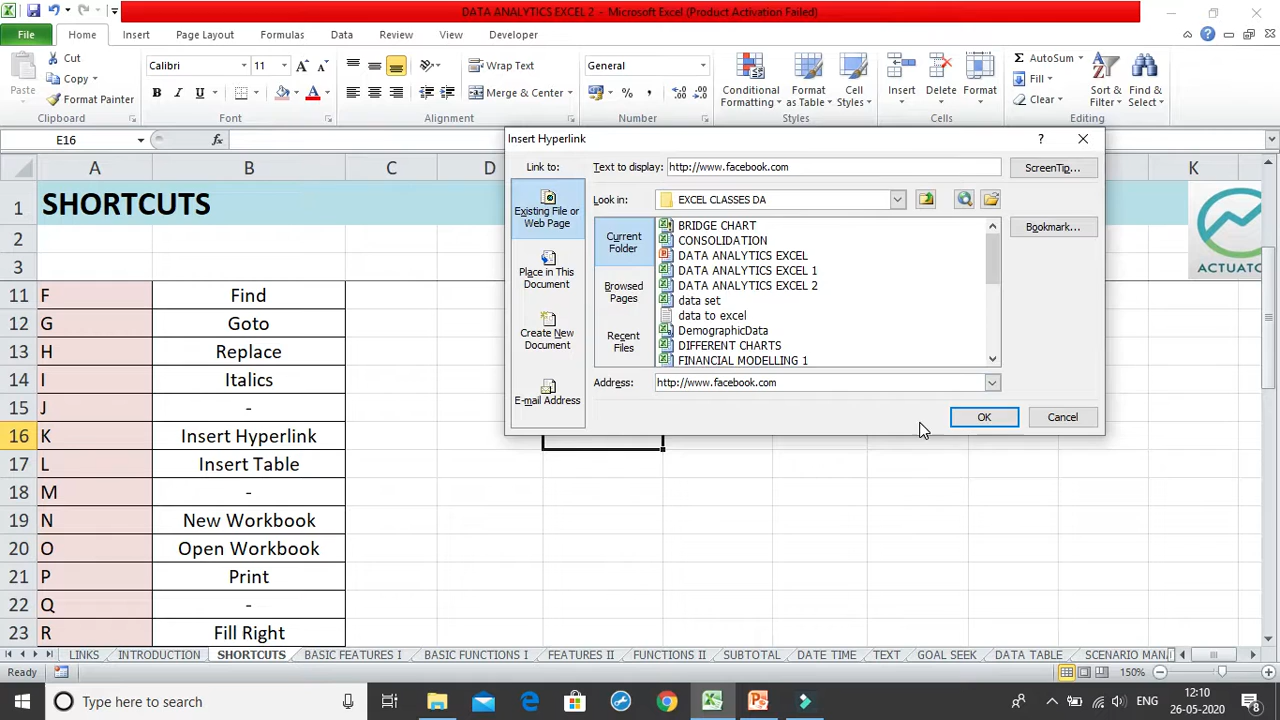 DATA ANALYTICS EXCEL 2 - Microsoft Excel (Product Activation Failed)
File Home Insert Page Layout Formulas Data Review View Developer
Paste
Cut
Copy
Format Painter
Clipboard
Calibri 11
B I U
Font
Wrap Text
Merge & Center
Alignment
General
Number
Conditional Formatting
Format as Table
Cell Styles
Styles
Insert
Delete
Format
Cells
AutoSum
Fill
Clear
Sort & Filter
Find & Select
Editing
E16
fx
Insert Hyperlink
Link to:
Existing File or Web Page
Place in This Document
Create New Document
E-mail Address
Text to display: http://www.facebook.com
ScreenTip...
Look in: EXCEL CLASSES DA
Bookmark...
Current Folder
Browsed Pages
Recent Files
BRIDGE CHART
CONSOLIDATION
DATA ANALYTICS EXCEL
DATA ANALYTICS EXCEL 1
DATA ANALYTICS EXCEL 2
data set
data to excel
DemographicData
DIFFERENT CHARTS
FINANCIAL MODELLING 1
Address: http://www.facebook.com
OK
Cancel
A B C D K
1 SHORTCUTS
ACTUATO
2
3
11 F Find
12 G Goto
13 H Replace
14 I Italics
15 J -
16 K Insert Hyperlink
17 L Insert Table
18 M -
19 N New Workbook
20 O Open Workbook
21 P Print
22 Q -
23 R Fill Right
LINKS INTRODUCTION SHORTCUTS BASIC FEATURES I BASIC FUNCTIONS I FEATURES II FUNCTIONS II SUBTOTAL DATE TIME TEXT GOAL SEEK DATA TABLE SCENARIO MANA
Ready
150%
Type here to search
ENG
12:10
26-05-2020
8